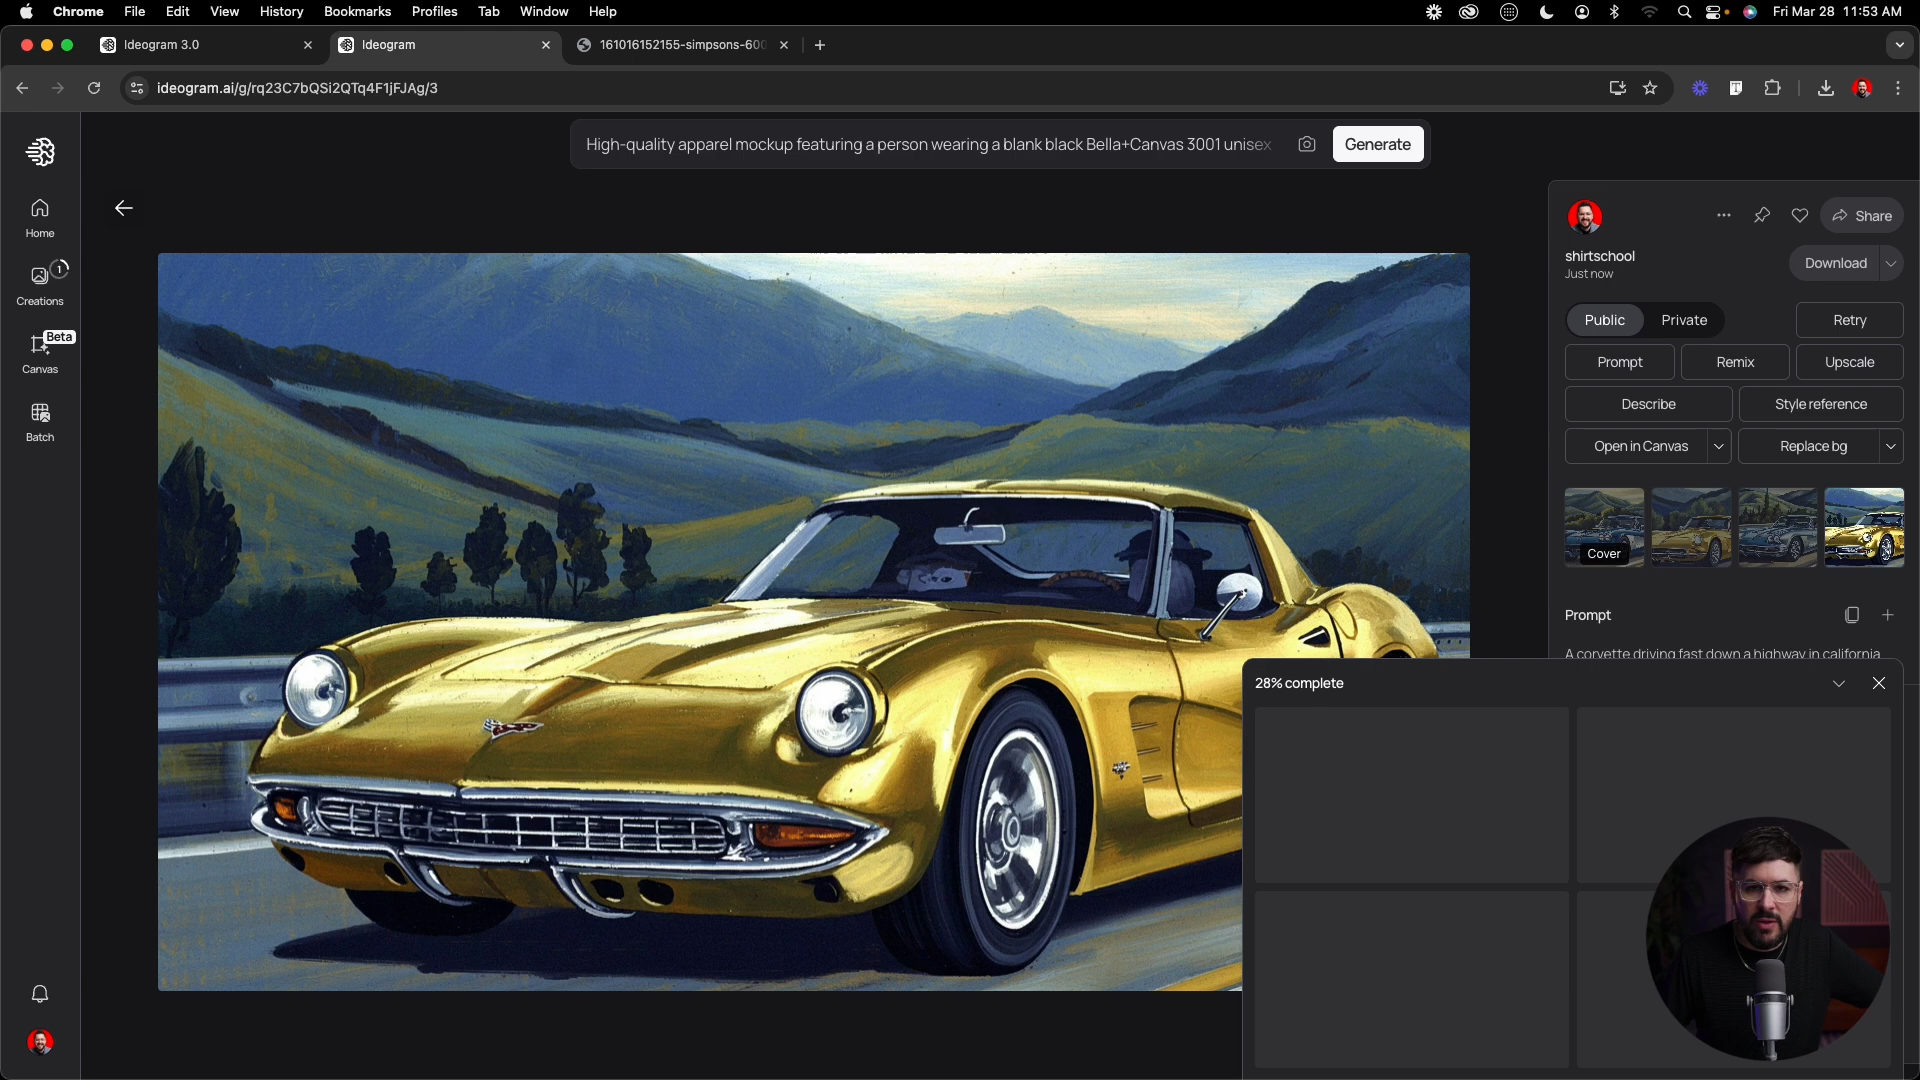 Chrome File Edit View History Bookmarks Profiles Tab Window Help Fri Mar 28 11:53 AM
Ideogram 3.0
Ideogram
161016152155-simpsons-600
ideogram.ai/g/rq23C7bQSi2QTq4F1jFJAg/3
High-quality apparel mockup featuring a person wearing a blank black Bella+Canvas 3001 unisex
Generate
Home
1
Creations
Beta
Canvas
Batch
Share
shirtschool
Just now
Download
Public Private Retry
Prompt Remix Upscale
Describe Style reference
Open in Canvas Replace bg
Cover
Prompt
A corvette driving fast down a highway in california
28% complete